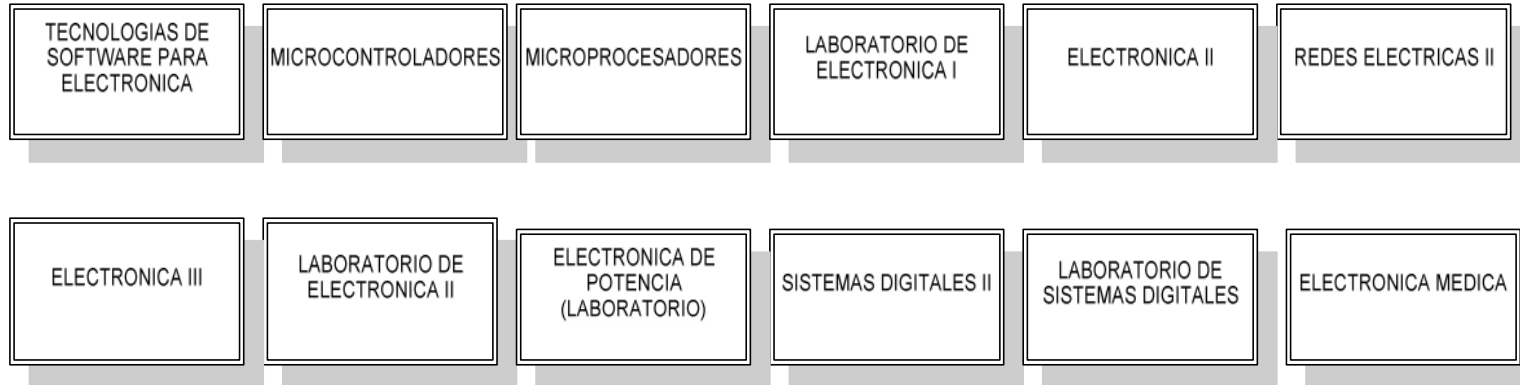 TECNOLOGIAS DE
SOFTWARE PARA
ELECTRONICA
MICROCONTROLADORES
MICROPROCESADORES
LABORATORIO DE
ELECTRONICA I
ELECTRONICA II
REDES ELECTRICAS II
ELECTRONICA III
LABORATORIO DE
ELECTRONICA II
ELECTRONICA DE
POTENCIA
(LABORATORIO)
SISTEMAS DIGITALES II
LABORATORIO DE
SISTEMAS DIGITALES
ELECTRONICA MEDICA